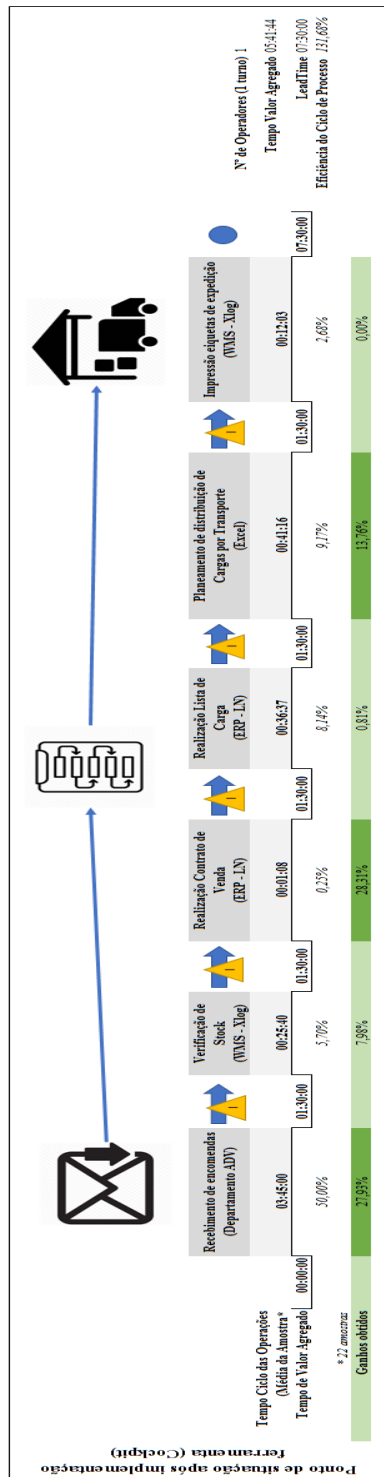 Ponto de situação após implementação
ferramenta (Cockpit)
Recebimento de encomendas
(Departamento ADV)
Verificação de
Stock
(WMS - Xlog)
Realização Contrato de
Venda
(ERP - LN)
Realização Lista de
Carga
(ERP - LN)
Planeamento de distribuição de
Cargas por Transporte
(Excel)
Impressão eiquetas de expedição
(WMS - Xlog)
I I I I I
Nº de Operadores (1 turno) 1
Tempo Ciclo das Operações
(Média da Amostra*
03:45:00 00:25:40 00:01:08 00:36:37 00:41:16 00:12:03
Tempo Valor Agregado 05:41:44
Tempo de Valor Agregado
00:00:00 01:30:00 01:30:00 01:30:00 01:30:00 01:30:00 07:30:00
LeadTime 07:30:00
50,00% 5,70% 0,25% 8,14% 9,17% 2,68%
Eficiência do Ciclo de Processo 131,68%
* 22 amostras
Ganhos obtidos 27,93% 7,98% 28,31% 0,81% 13,76% 0,00%